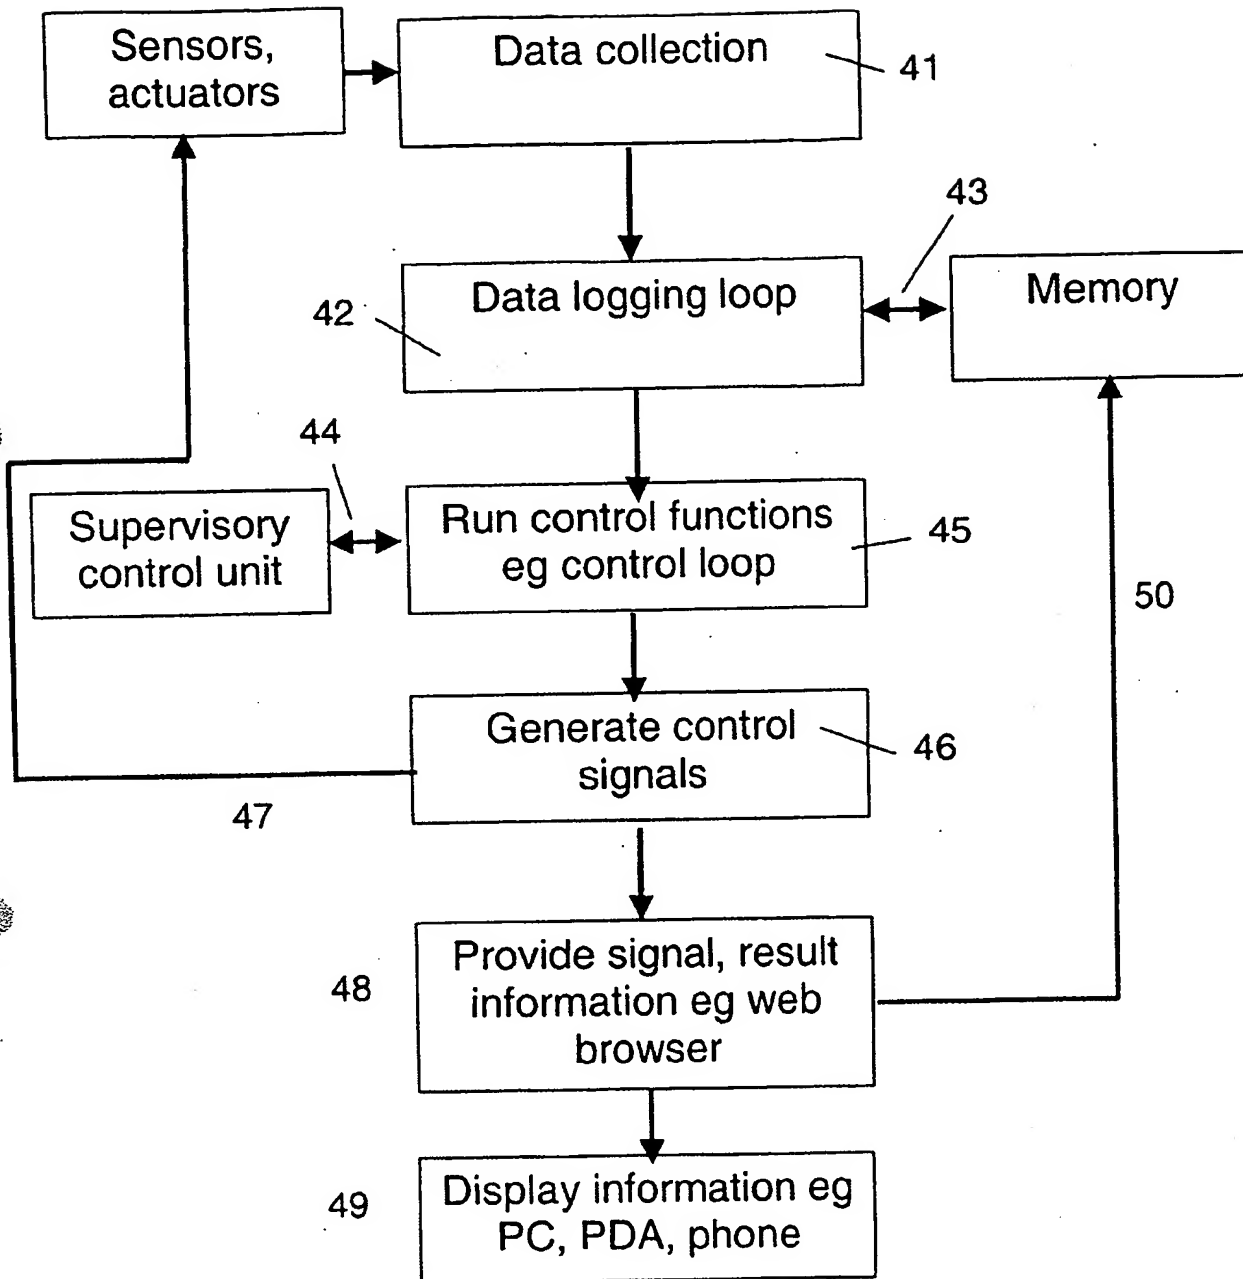 Sensors,
actuators
Data collection
41
43
Data logging loop
Memory
42
44
Supervisory
control unit
Run control functions
eg control loop
45
50
Generate control
signals
46
47
Provide signal, result
information eg web
browser
48
Display information eg
PC, PDA, phone
49